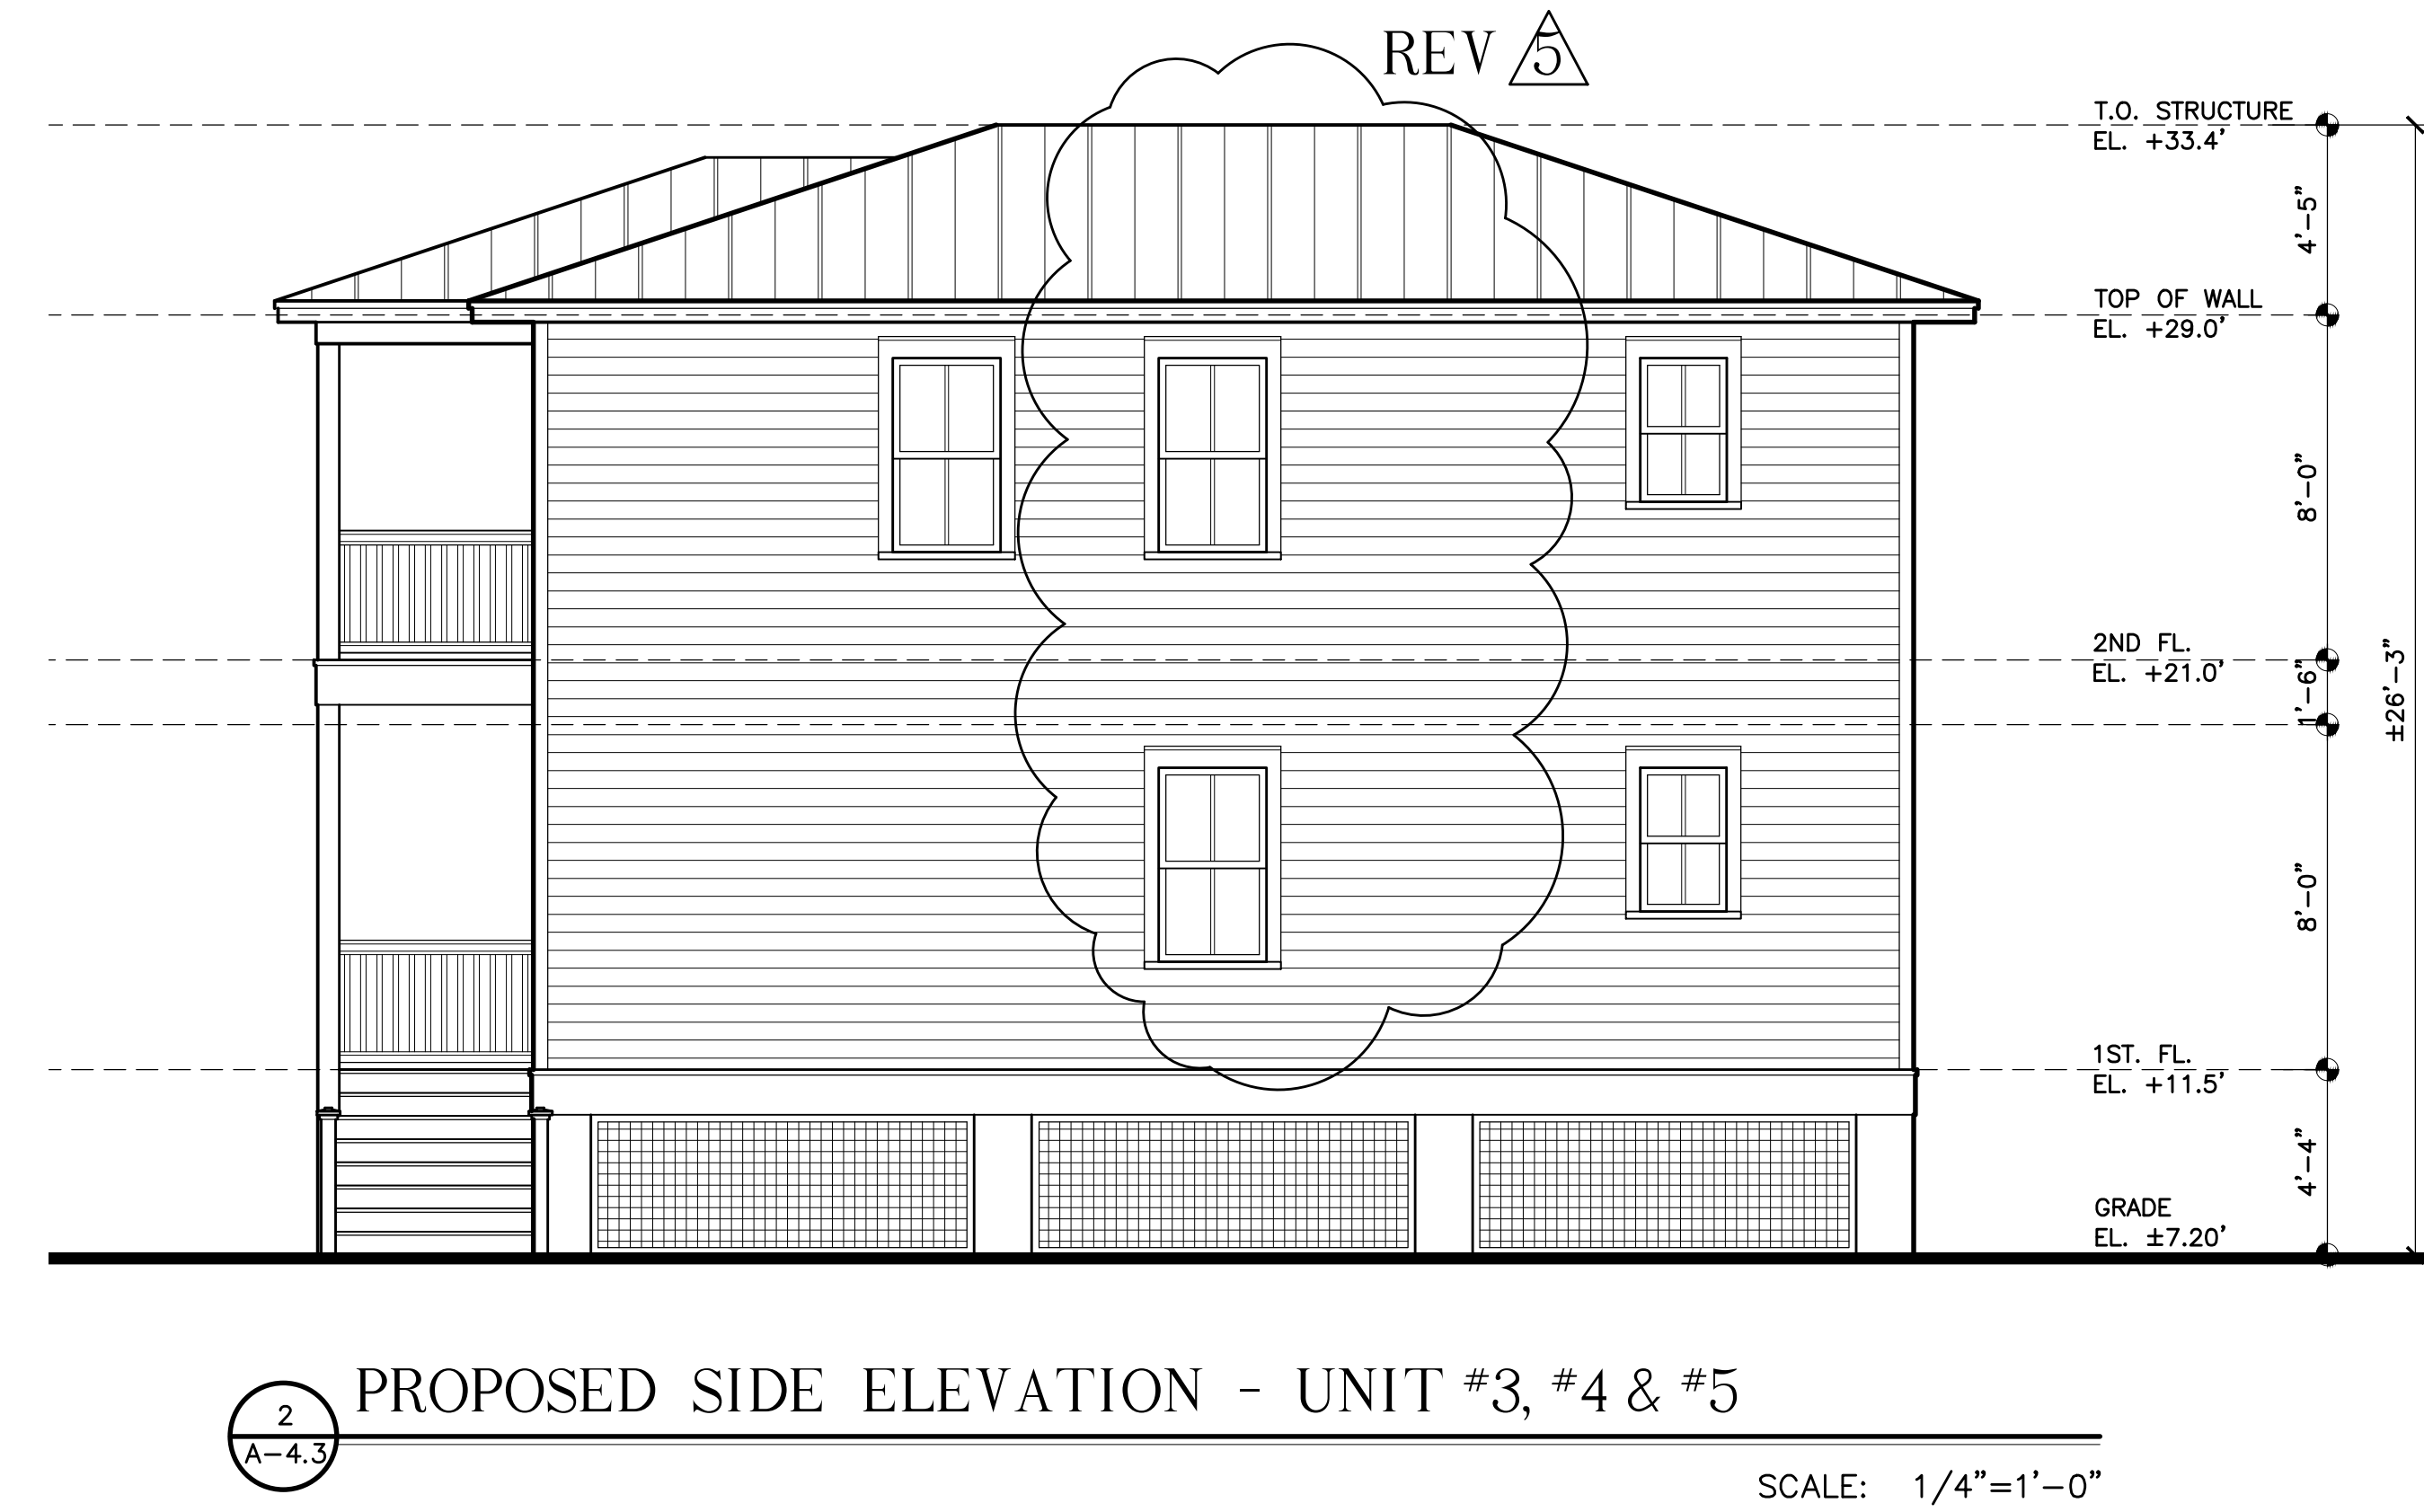 REV 5
T.O. STRUCTURE
EL. +33.4'
4'-5"
TOP OF WALL
EL. +29.0'
8'-0"
2ND FL.
EL. +21.0'
1'-6"
±26'-3"
8'-0"
1ST. FL.
EL. +11.5'
4'-4"
GRADE
EL. ±7.20'
2
A-4.3
PROPOSED SIDE ELEVATION - UNIT #3, #4 & #5
SCALE: 1/4"=1'-0"